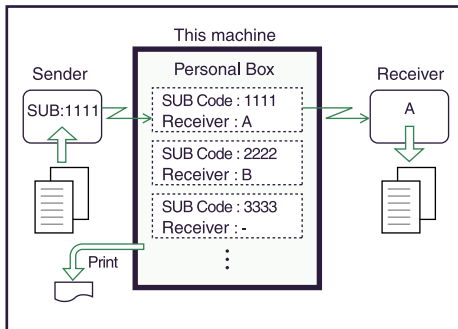 This machine
Sender
Personal Box
Receiver
SUB:1111
SUB Code : 1111
Receiver : A
A
SUB Code : 2222
Receiver : B
SUB Code : 3333
Receiver : -
Print